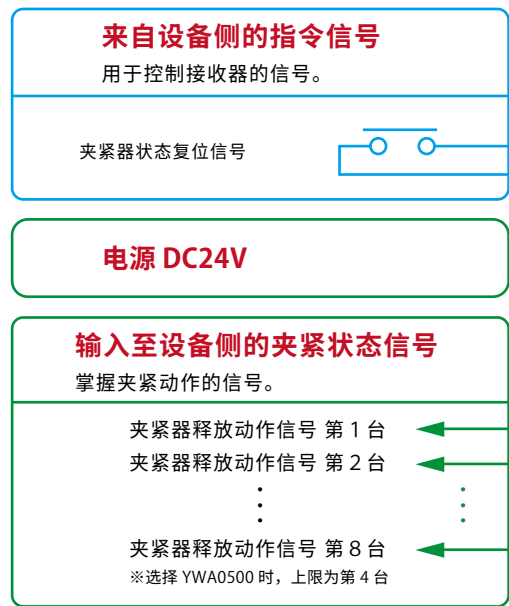 来自设备侧的指令信号
用于控制接收器的信号。
夹紧器状态复位信号
电源 DC24V
输入至设备侧的夹紧状态信号
掌握夹紧动作的信号。
夹紧器释放动作信号 第 1 台
夹紧器释放动作信号 第 2 台
夹紧器释放动作信号 第 8 台
※选择 YWA0500 时，上限为第 4 台